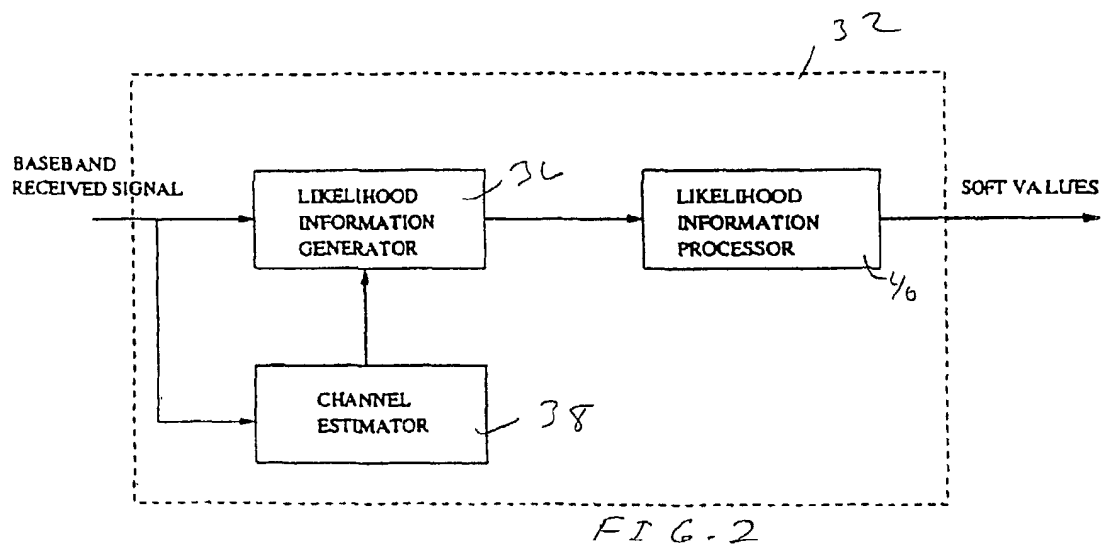 32
BASEBAND
RECEIVED SIGNAL
LIKELIHOOD
INFORMATION
GENERATOR
36
LIKELIHOOD
INFORMATION
PROCESSOR
40
SOFT VALUES
CHANNEL
ESTIMATOR
38
FIG.2